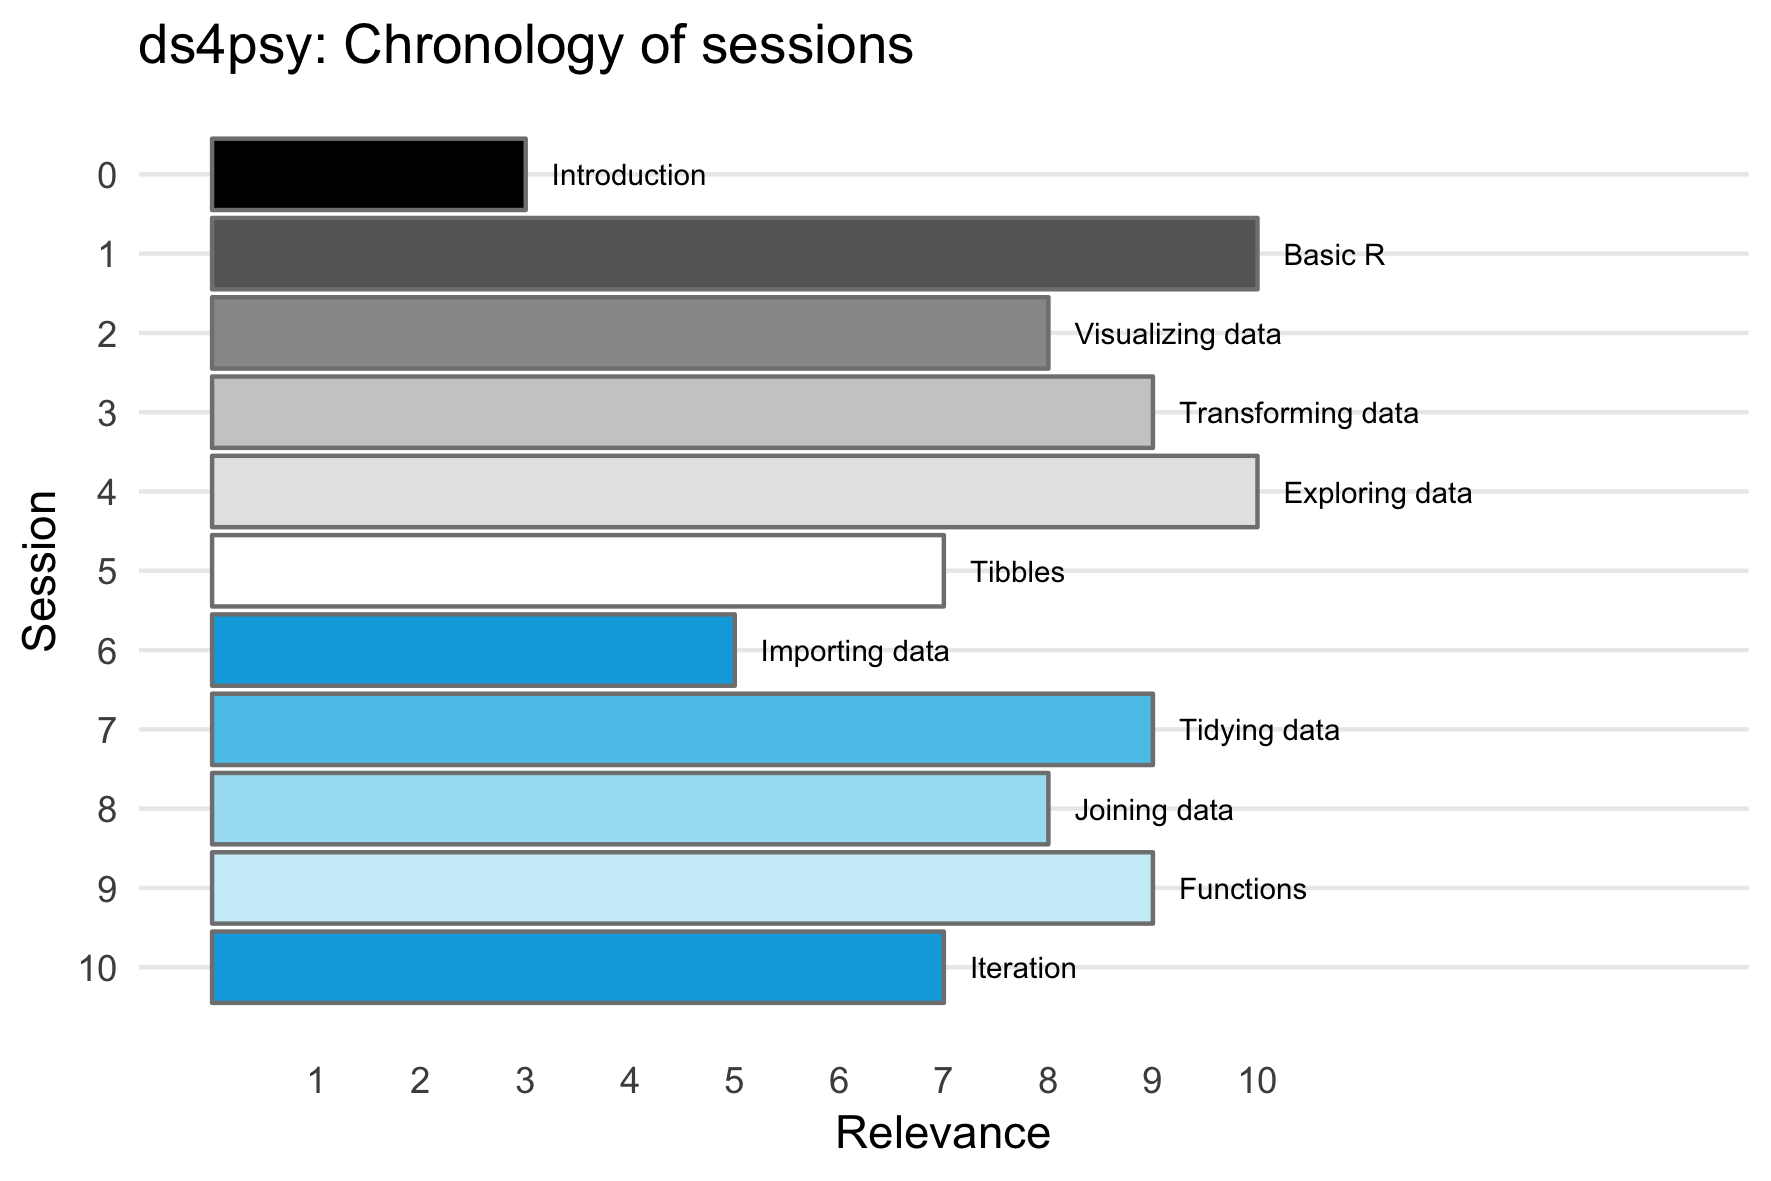 ds4psy: Chronology of sessions
0 Introduction
1 Basic R
2 Visualizing data
3 Transforming data
4 Exploring data
5 Tibbles
6 Importing data
7 Tidying data
8 Joining data
9 Functions
10 Iteration
Session
1 2 3 4 5 6 7 8 9 10
Relevance